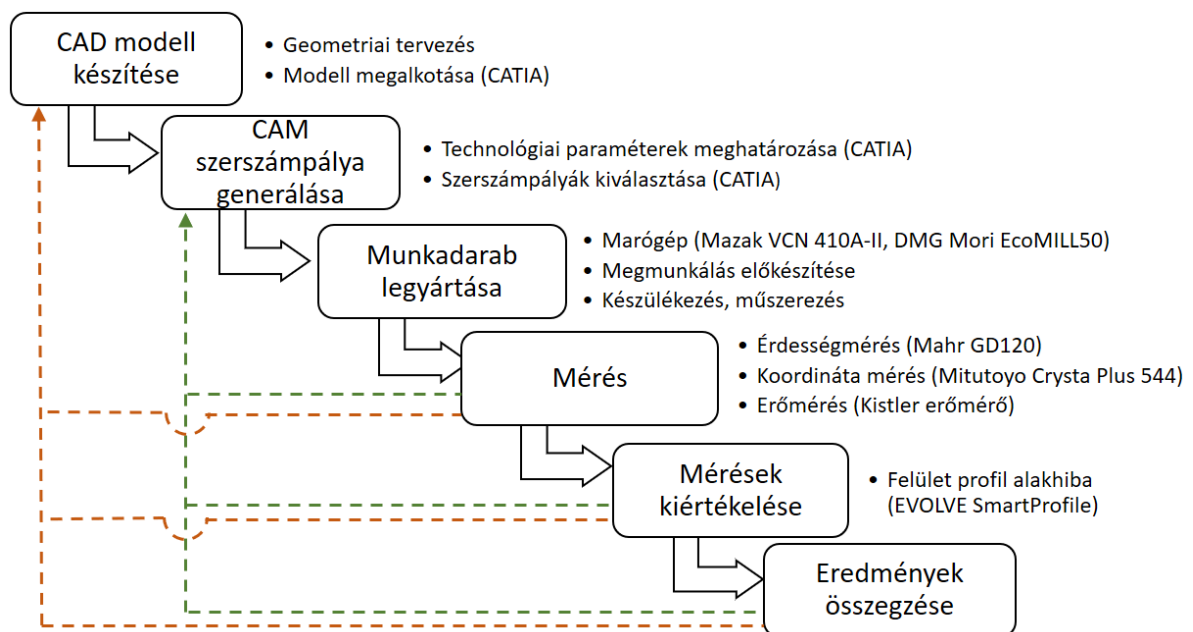 CAD modell
készítése
• Geometriai tervezés
• Modell megalkotása (CATIA)
CAM
szerszámpálya
generálása
• Technológiai paraméterek meghatározása (CATIA)
• Szerszámpályák kiválasztása (CATIA)
Munkadarab
legyártása
• Marógép (Mazak VCN 410A-II, DMG Mori EcoMILL50)
• Megmunkálás előkészítése
• Készülékezés, műszerezés
Mérés
• Érdességmérés (Mahr GD120)
• Koordináta mérés (Mitutoyo Crysta Plus 544)
• Erőmérés (Kistler erőmérő)
Mérések
kiértékelése
• Felület profil alakhiba
(EVOLVE SmartProfile)
Eredmények
összegzése